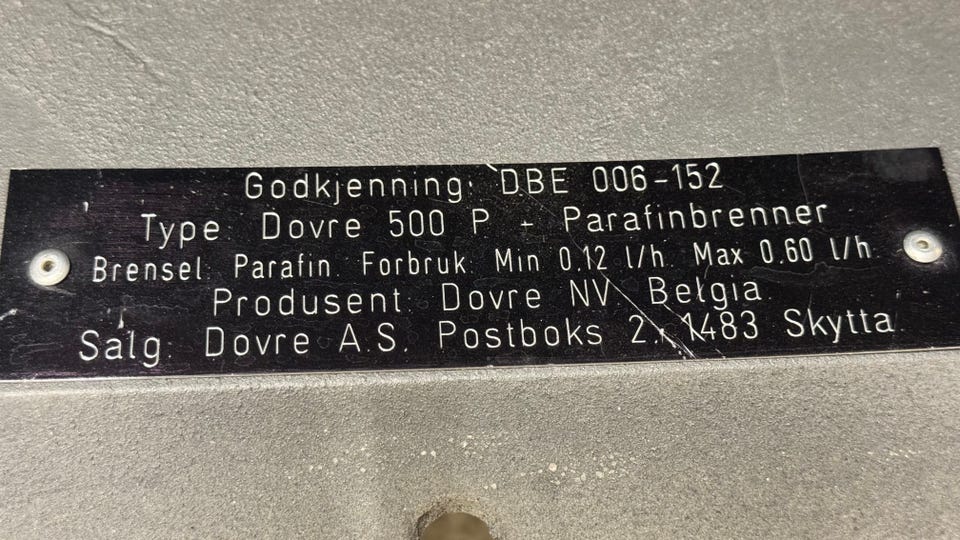 Godkjenning: DBE 006-152
Type: Dovre 500 P - Parafinbrenner
Brensel: Parafin. Forbruk: Min 0.12 l/h. Max 0.60 l/h.
Produsent: Dovre NV. Belgia.
Salg: Dovre A.S. Postboks 2, 1483 Skytta.